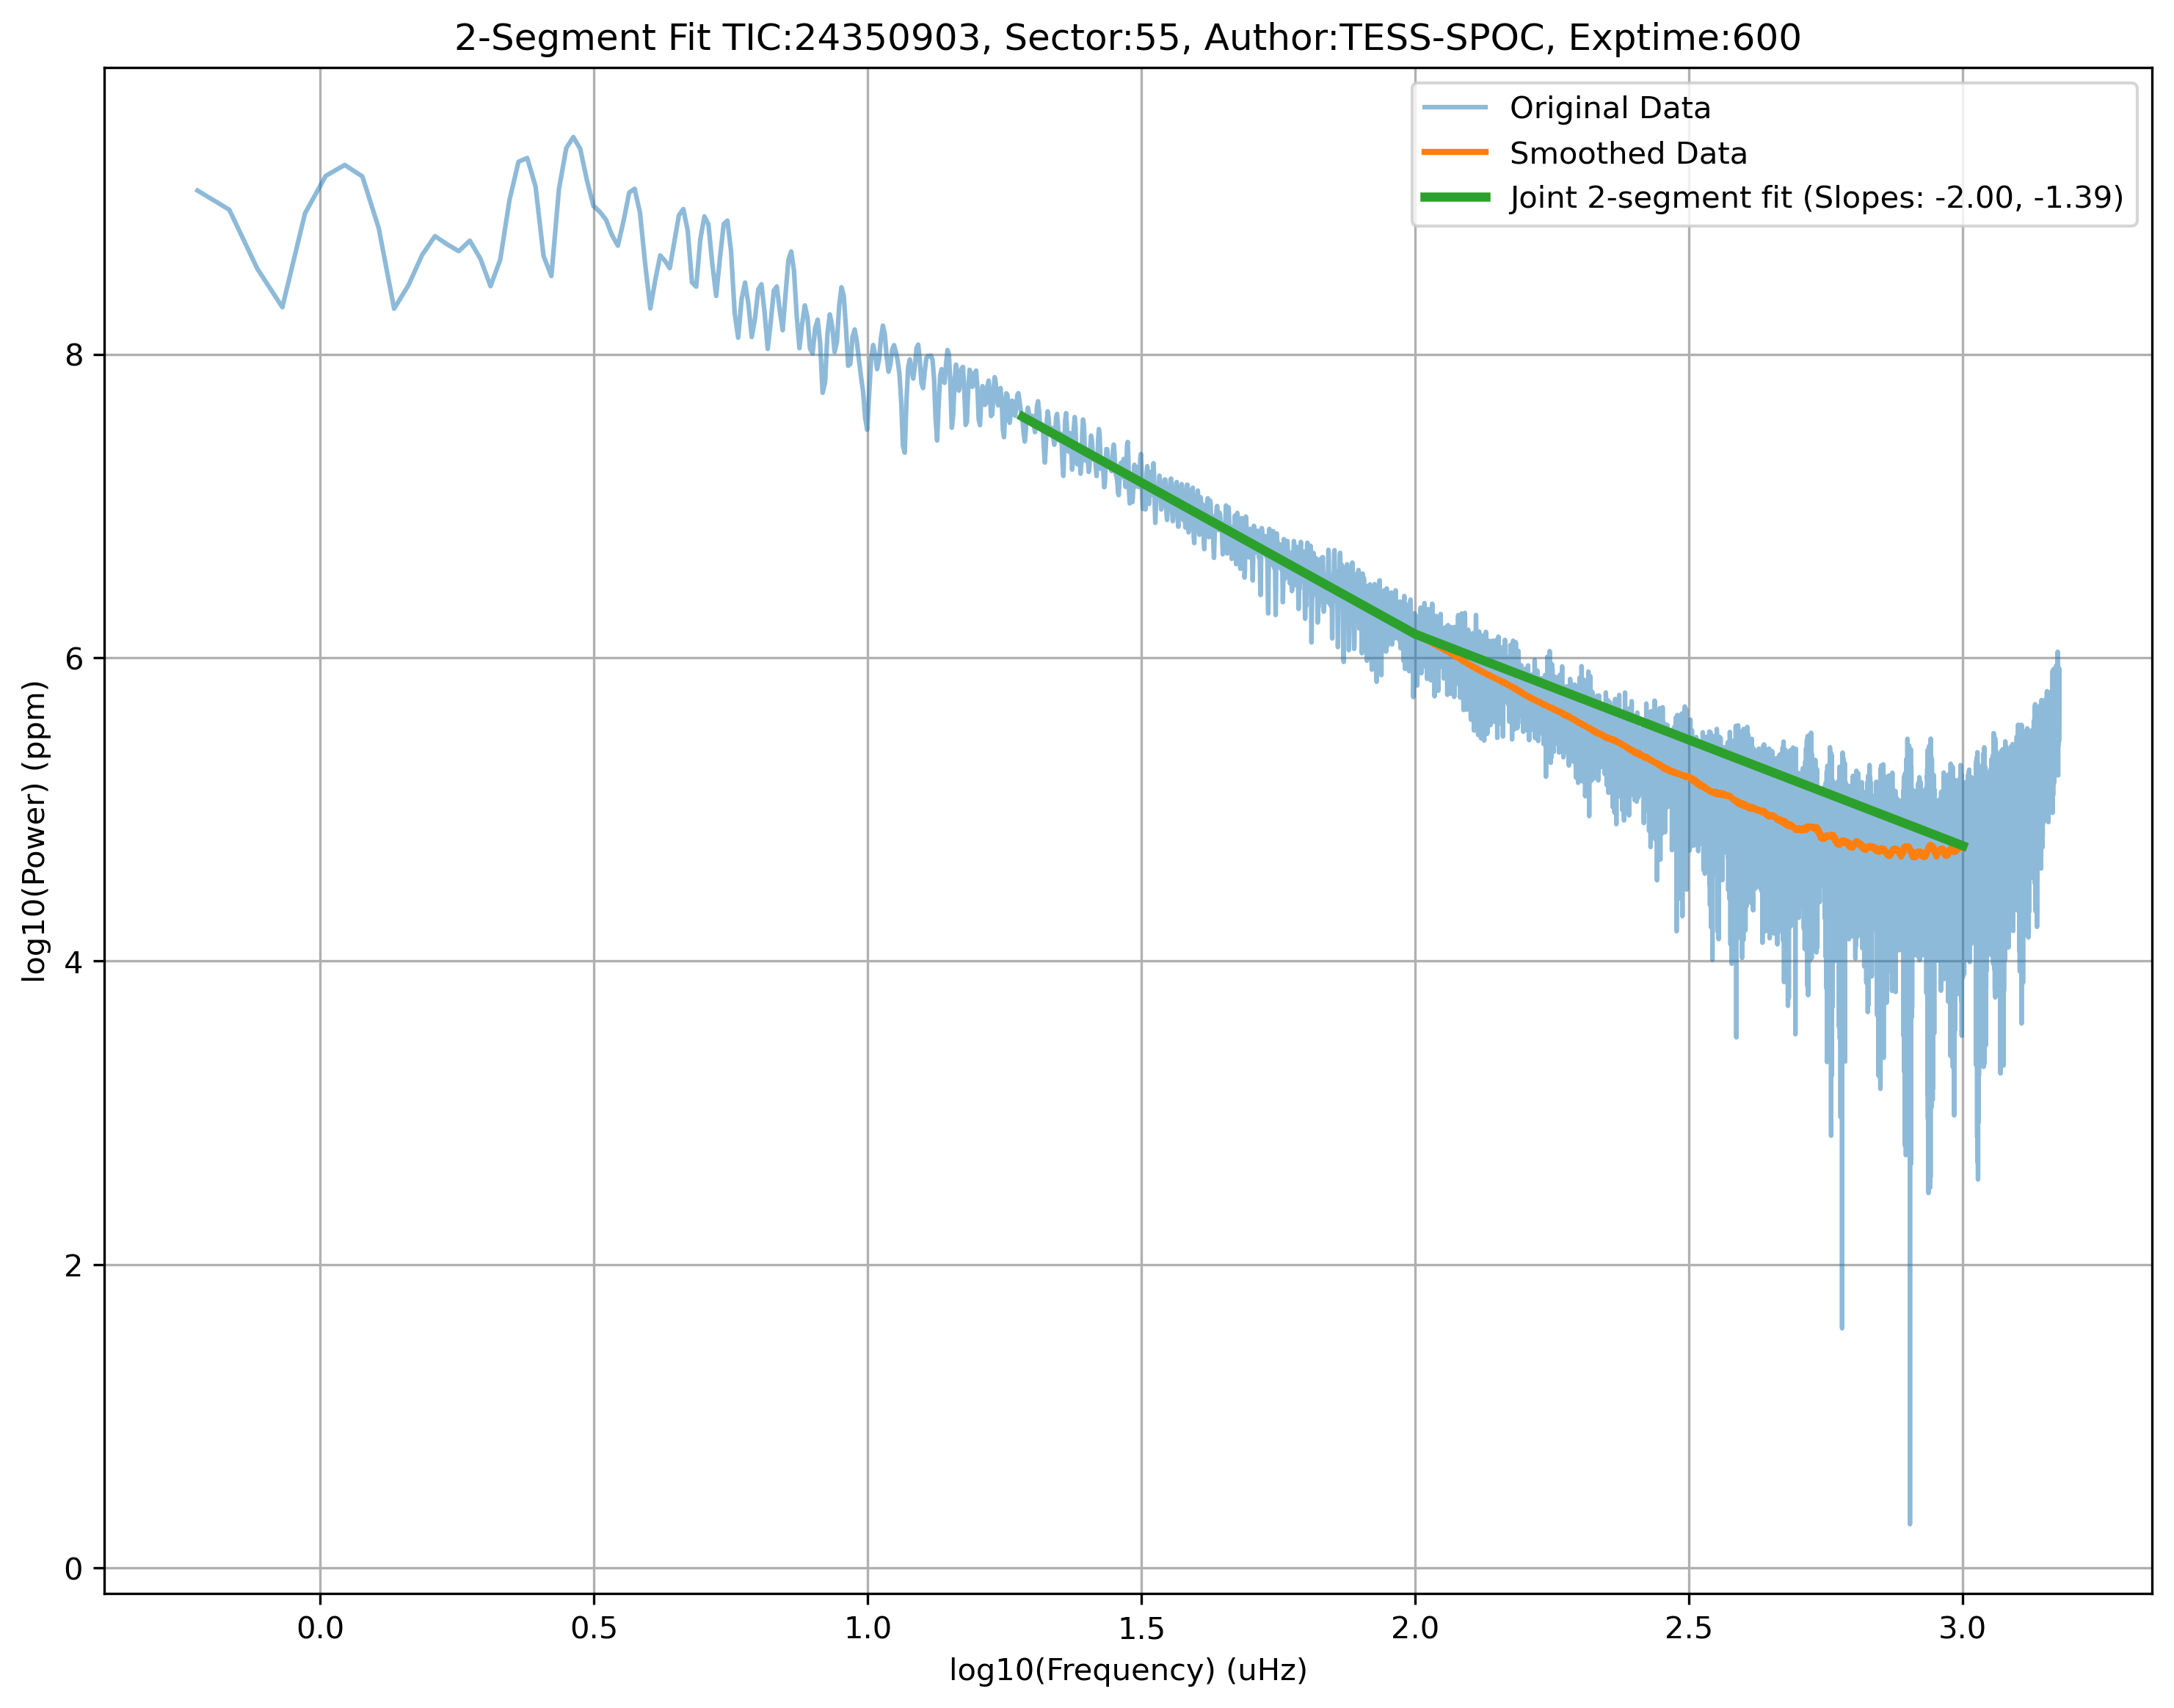 2-Segment Fit TIC:24350903, Sector:55, Author:TESS-SPOC, Exptime:600
Original Data
Smoothed Data
Joint 2-segment fit (Slopes: -2.00, -1.39)
log10(Power) (ppm)
8
6
4
2
0
0.0 0.5 1.0 1.5 2.0 2.5 3.0
log10(Frequency) (uHz)